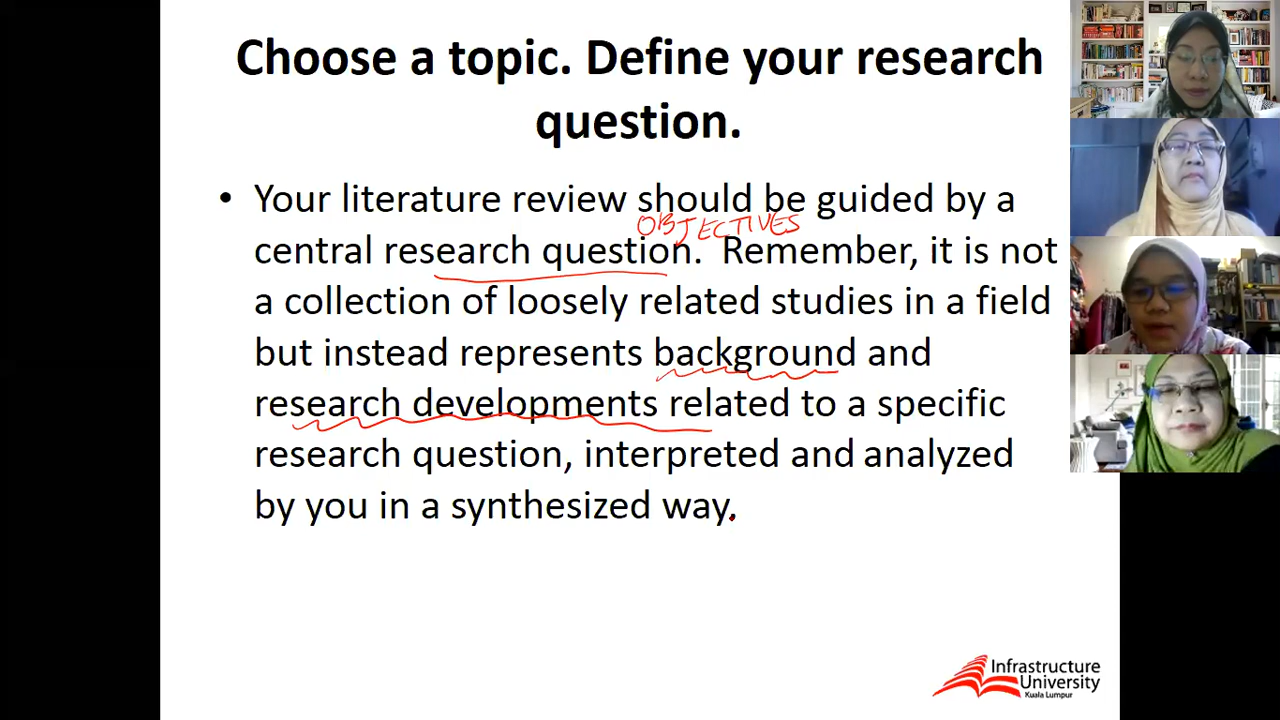 Choose a topic. Define your research
question.
• Your literature review should be guided by a
OBJECTIVES
central research question. Remember, it is not
a collection of loosely related studies in a field
but instead represents background and
research developments related to a specific
research question, interpreted and analyzed
by you in a synthesized way.
Infrastructure
University
Kuala Lumpur